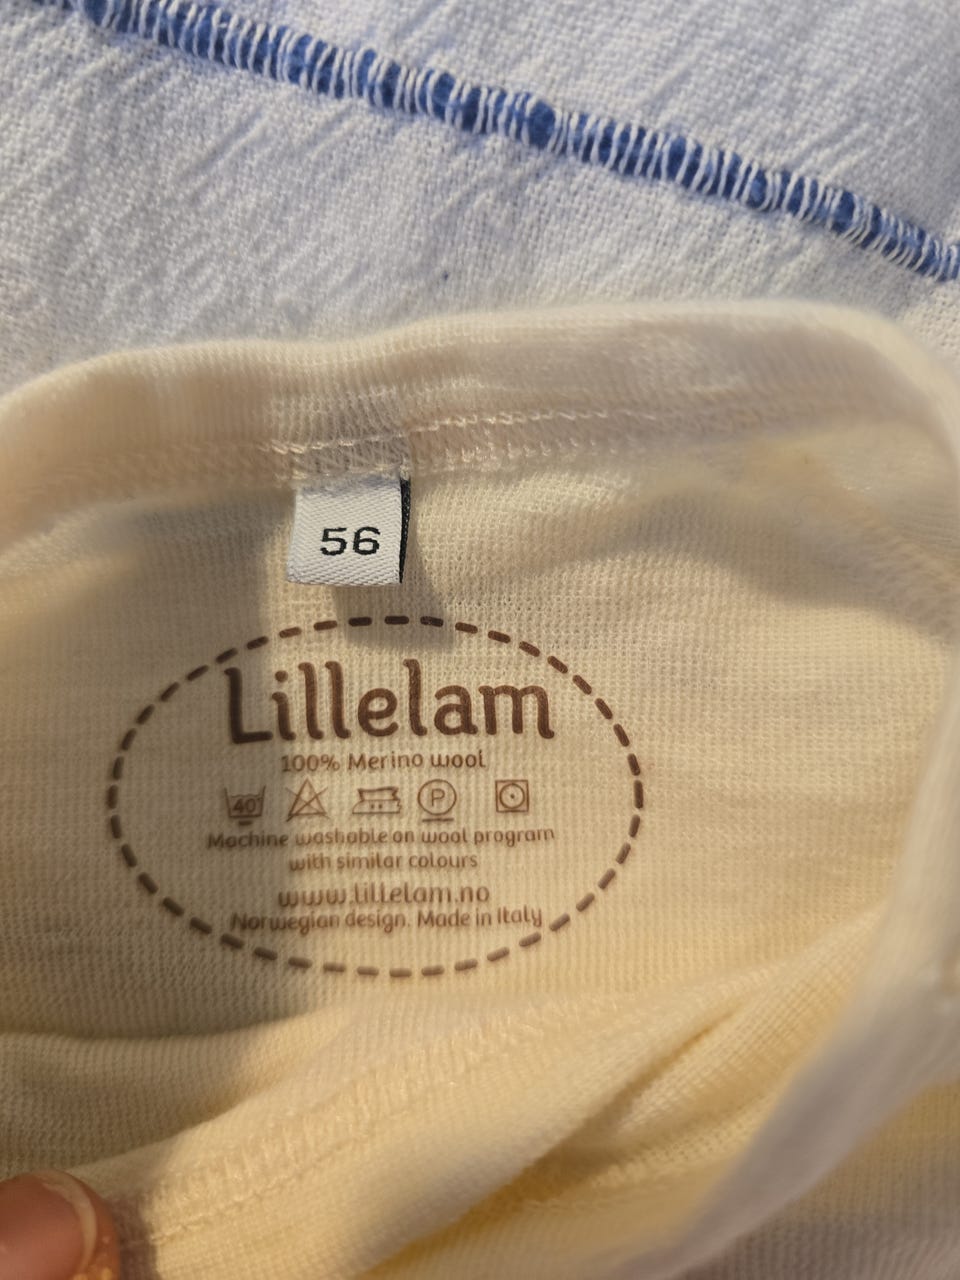 56
Lillelam
100% Merino wool
40°
P
Machine washable on wool program
with similar colours
www.lillelam.no
Norwegian design. Made in Italy